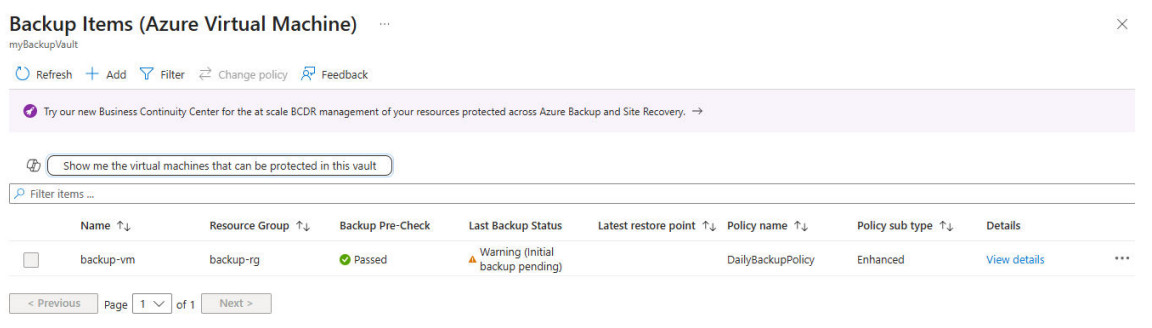 Backup Items (Azure Virtual Machine) ...
myBackupVault
Refresh + Add Filter Change policy Feedback
Try our new Business Continuity Center for the at scale BCDR management of your resources protected across Azure Backup and Site Recovery. →
Show me the virtual machines that can be protected in this vault
Filter items ...
Name ↑↓ Resource Group ↑↓ Backup Pre-Check Last Backup Status Latest restore point ↑↓ Policy name ↑↓ Policy sub type ↑↓ Details
backup-vm backup-rg Passed Warning (Initial backup pending) DailyBackupPolicy Enhanced View details ...
< Previous Page 1 of 1 Next >